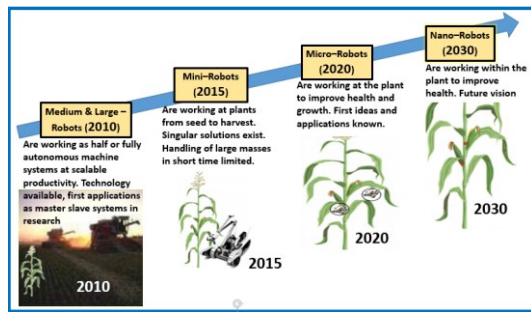 Nano–Robots
(2030)
Are working within the
plant to improve
health. Future vision
Micro–Robots
(2020)
Are working at the plant
to improve health and
growth. First ideas and
applications known.
Mini–Robots
(2015)
Are working at plants
from seed to harvest.
Singular solutions exist.
Handling of large masses
in short time limited.
Medium & Large –
Robots (2010)
Are working as half or fully
autonomous machine
systems at scalable
productivity. Technology
available, first applications
as master slave systems in
research
2010
2015
2020
2030